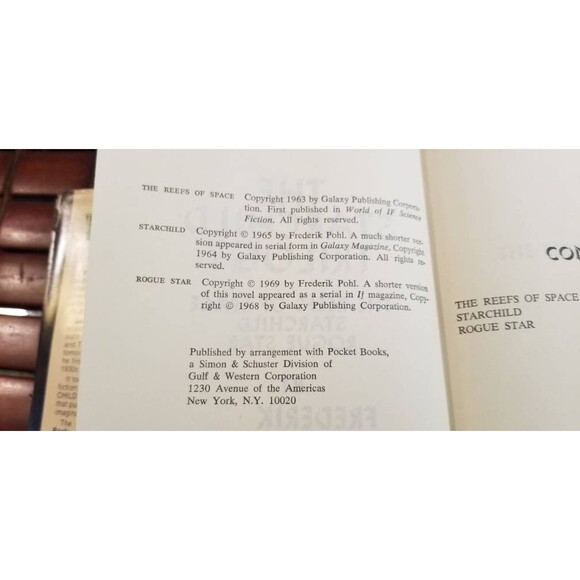 THE REEFS OF SPACE Copyright 1963 by Galaxy Publishing Corpora-
tion. First published in World of IF Science
Fiction. All rights reserved.
STARCHILD Copyright © 1965 by Frederik Pohl. A much shorter ver-
sion appeared in serial form in Galaxy Magazine, Copyright
1964 by Galaxy Publishing Corporation. All rights re-
served.
ROGUE STAR Copyright © 1969 by Frederik Pohl. A shorter version
of this novel appeared as a serial in If magazine, Copy-
right © 1968 by Galaxy Publishing Corporation.
Published by arrangement with Pocket Books,
a Simon & Schuster Division of
Gulf & Western Corporation
1230 Avenue of the Americas
New York, N.Y. 10020
CON
THE REEFS OF SPACE
STARCHILD
ROGUE STAR